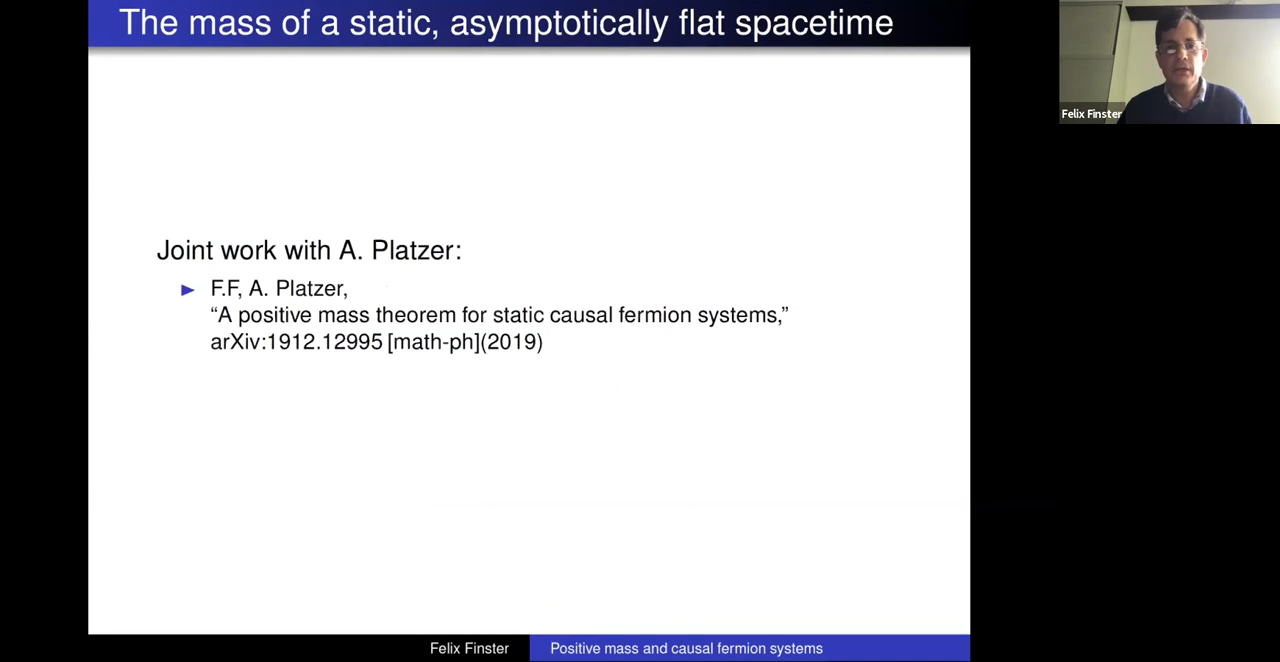 The mass of a static, asymptotically flat spacetime
Felix Finster
Joint work with A. Platzer:
F.F, A. Platzer,
“A positive mass theorem for static causal fermion systems,”
arXiv:1912.12995 [math-ph](2019)
Felix Finster
Positive mass and causal fermion systems